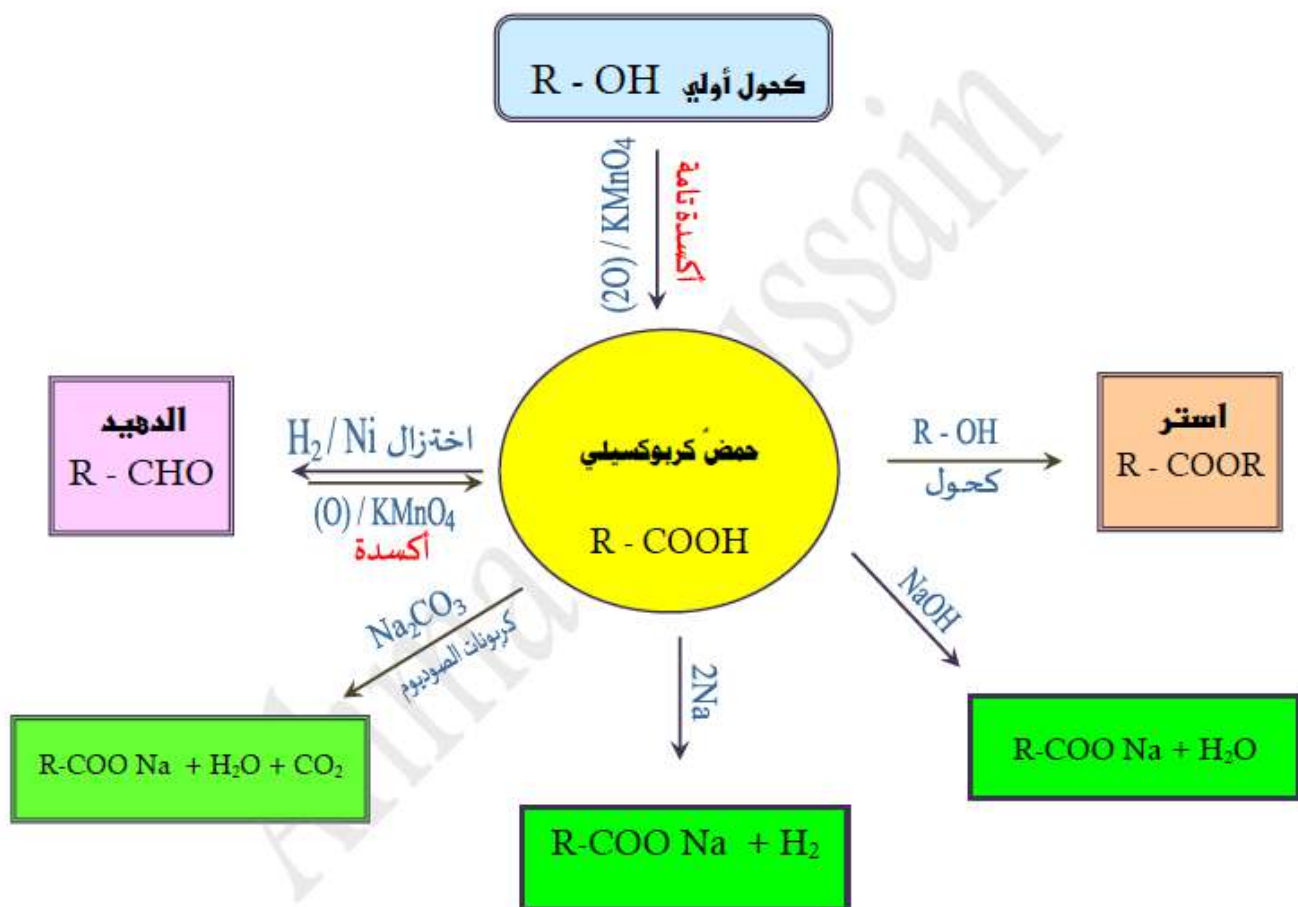 كحول أولي R - OH
(2O) / KMnO₄
أكسدة تامة
الدهيد
R - CHO
اختزال H₂ / Ni
(O) / KMnO₄
أكسدة
حمضٌ كربوكسيلي
R - COOH
R - OH
كحول
استر
R - COOR
Na₂CO₃
كربونات الصوديوم
2Na
NaOH
R-COO Na + H₂O + CO₂
R-COO Na + H₂
R-COO Na + H₂O